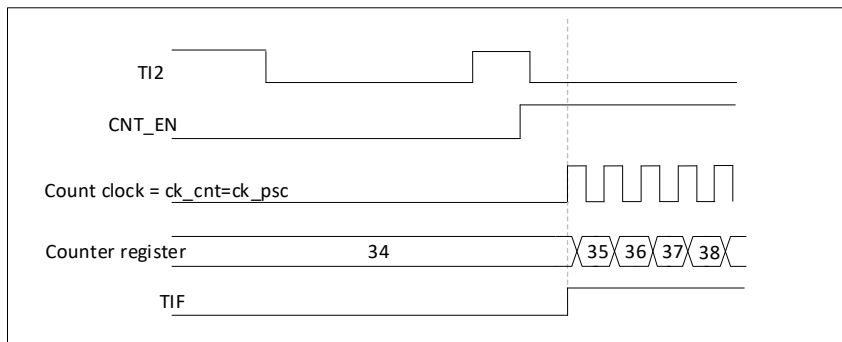 TI2
CNT_EN
Count clock = ck_cnt=ck_psc
Counter register 34 35 36 37 38
TIF